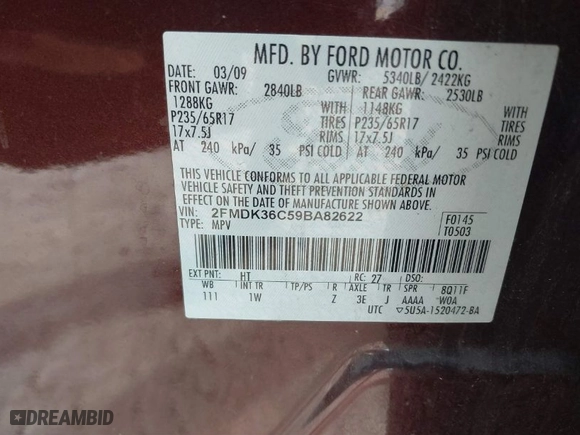 MFD. BY FORD MOTOR CO.
DATE: 03/09 GVWR: 5340LB/ 2422KG
FRONT GAWR: 2840LB REAR GAWR: 2530LB
1288KG 1148KG
P235/65R17 TIRES P235/65R17 TIRES
17x7.5J RIMS 17x7.5J RIMS
AT 240 kPa/ 35 PSI COLD AT 240 kPa/ 35 PSI COLD
THIS VEHICLE CONFORMS TO ALL APPLICABLE FEDERAL MOTOR
VEHICLE SAFETY AND THEFT PREVENTION STANDARDS IN
EFFECT ON THE DATE OF MANUFACTURE SHOWN ABOVE.
VIN: 2FMDK36C59BA82622 F0145
TYPE: MPV T0503
EXT PNT: HT RC: 27 DSO:
WB INT TR TP/PS R AXLE TR SPR BQ11F
111 1W Z 3E J AAAA WOA
UTC ▽5U5A-1520472-BA
DREAMBID